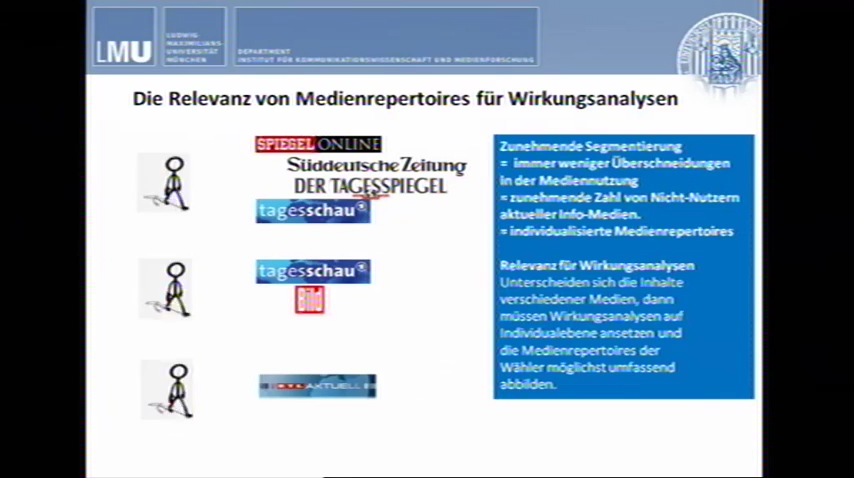 LMU
LUDWIG
MAXIMILIANS-
UNIVERSITÄT
MÜNCHEN
DEPARTMENT
INSTITUT FÜR KOMMUNIKATIONSWISSENSCHAFT UND MEDIENFORSCHUNG
Die Relevanz von Medienrepertoires für Wirkungsanalysen
SPIEGEL ONLINE
Süddeutsche Zeitung
DER TAGESSPIEGEL
tagesschau
tagesschau
Bild
RTL AKTUELL
Zunehmende Segmentierung
= immer weniger Überschneidungen
In der Mediennutzung
= zunehmende Zahl von Nicht-Nutzern
aktueller Info-Medien.
= individualisierte Medienrepertoires
Relevanz für Wirkungsanalysen
Unterscheiden sich die Inhalte
verschiedener Medien, dann
müssen Wirkungsanalysen auf
Individualebene ansetzen und
die Medienrepertoires der
Wähler möglichst umfassend
abbilden.